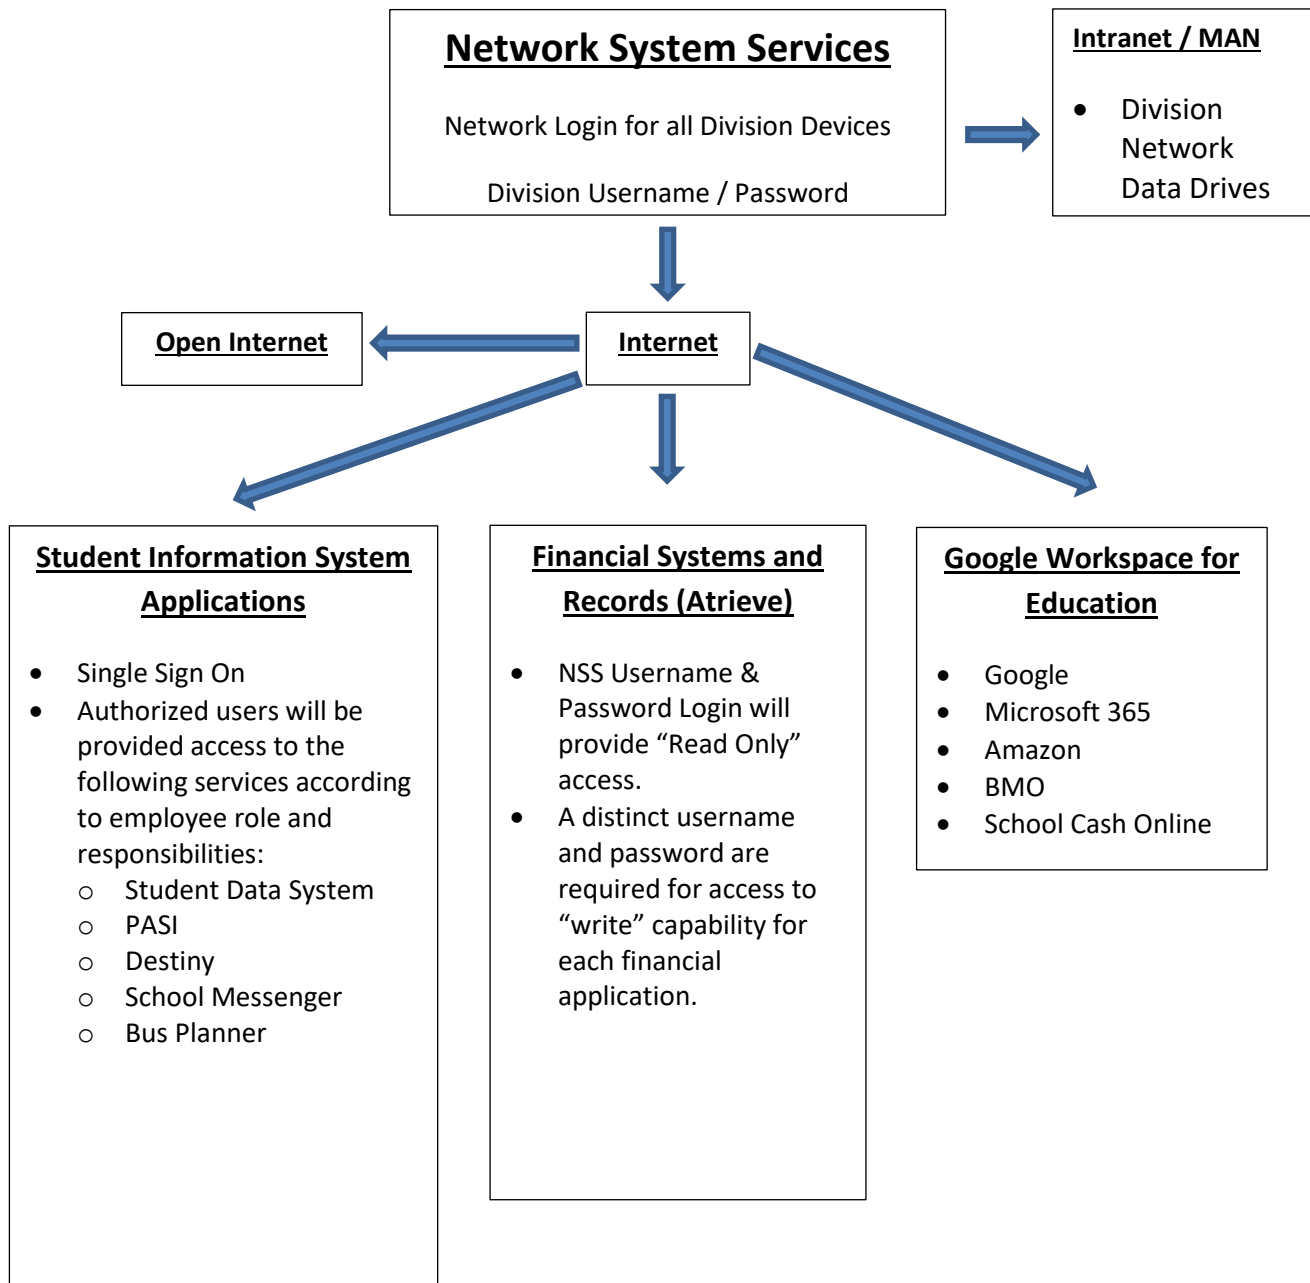 Network System Services
Network Login for all Division Devices
Division Username / Password
Intranet / MAN
• Division
Network
Data Drives
Open Internet
Internet
Student Information System
Applications
• Single Sign On
• Authorized users will be
provided access to the
following services according
to employee role and
responsibilities:
o Student Data System
o PASI
o Destiny
o School Messenger
o Bus Planner
Financial Systems and
Records (Atrieve)
• NSS Username &
Password Login will
provide “Read Only”
access.
• A distinct username
and password are
required for access to
“write” capability for
each financial
application.
Google Workspace for
Education
• Google
• Microsoft 365
• Amazon
• BMO
• School Cash Online